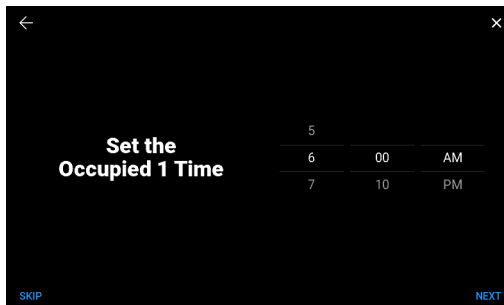 Set the
Occupied 1 Time
5
6 00 AM
7 10 PM
SKIP
NEXT